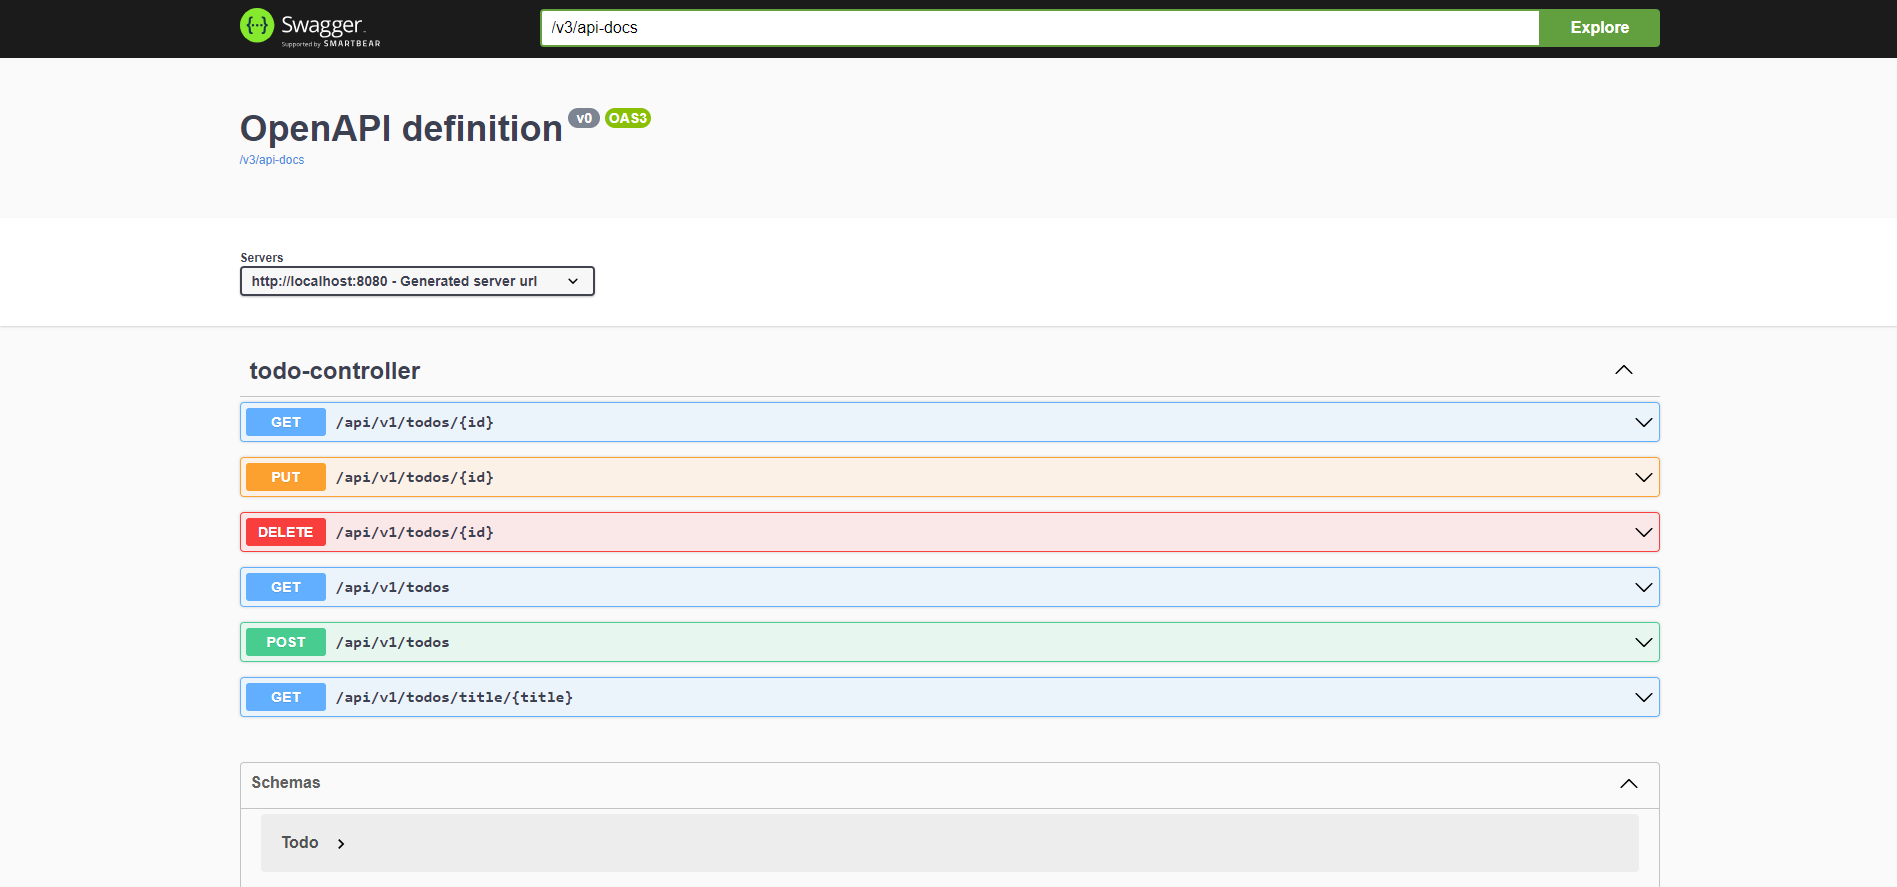 Swagger
Supported by SMARTBEAR
/v3/api-docs
Explore
OpenAPI definition v0 OAS3
/v3/api-docs
Servers
http://localhost:8080 - Generated server url
todo-controller
GET /api/v1/todos/{id}
PUT /api/v1/todos/{id}
DELETE /api/v1/todos/{id}
GET /api/v1/todos
POST /api/v1/todos
GET /api/v1/todos/title/{title}
Schemas
Todo